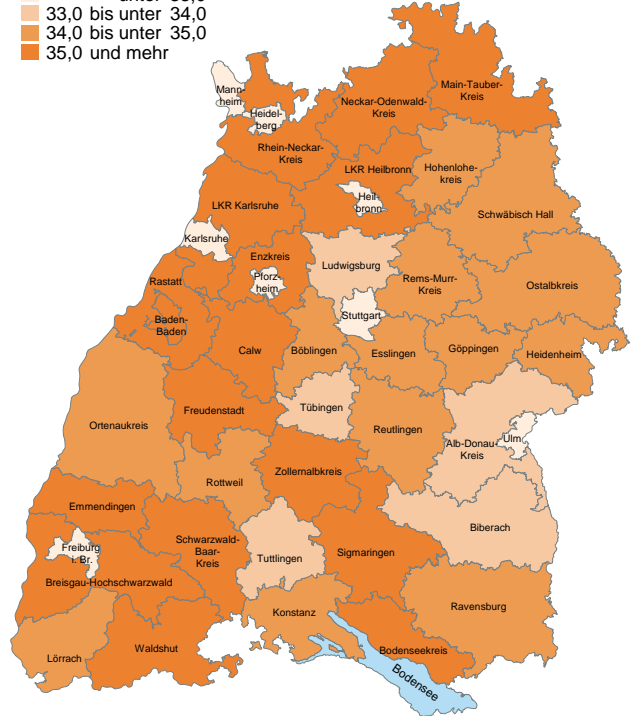 unter 33,0
33,0 bis unter 34,0
34,0 bis unter 35,0
35,0 und mehr
Mann-
heim
Heidel-
berg
Main-Tauber-
Kreis
Neckar-Odenwald-
Kreis
Rhein-Neckar-
Kreis
LKR Heilbronn
Hohenlohe-
kreis
Heil-
bronn
LKR Karlsruhe
Schwäbisch Hall
Karlsruhe
Enzkreis
Ludwigsburg
Pforz-
heim
Rems-Murr-
Kreis
Ostalbkreis
Rastatt
Stuttgart
Baden-
Baden
Calw
Böblingen
Esslingen
Göppingen
Heidenheim
Tübingen
Freudenstadt
Ortenaukreis
Reutlingen
Alb-Donau-
Kreis
Ulm
Rottweil
Zollernalbkreis
Emmendingen
Biberach
Schwarzwald-
Baar-
Kreis
Freiburg
i. Br.
Tuttlingen
Sigmaringen
Breisgau-Hochschwarzwald
Konstanz
Ravensburg
Lörrach
Waldshut
Bodenseekreis
Bodensee